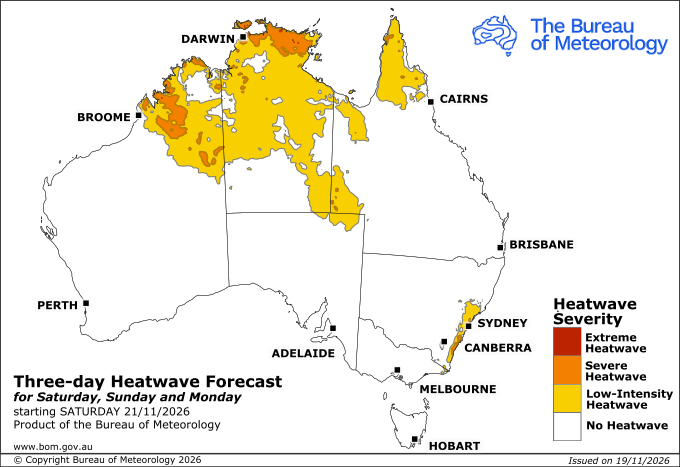 The Bureau
of Meteorology
DARWIN
CAIRNS
BROOME
BRISBANE
PERTH
SYDNEY
ADELAIDE
CANBERRA
MELBOURNE
HOBART
Heatwave
Severity
Extreme
Heatwave
Severe
Heatwave
Low-Intensity
Heatwave
No Heatwave
Three-day Heatwave Forecast
for Saturday, Sunday and Monday
starting SATURDAY 21/11/2026
Product of the Bureau of Meteorology
www.bom.gov.au
© Copyright Bureau of Meteorology 2026
Issued on 19/11/2026